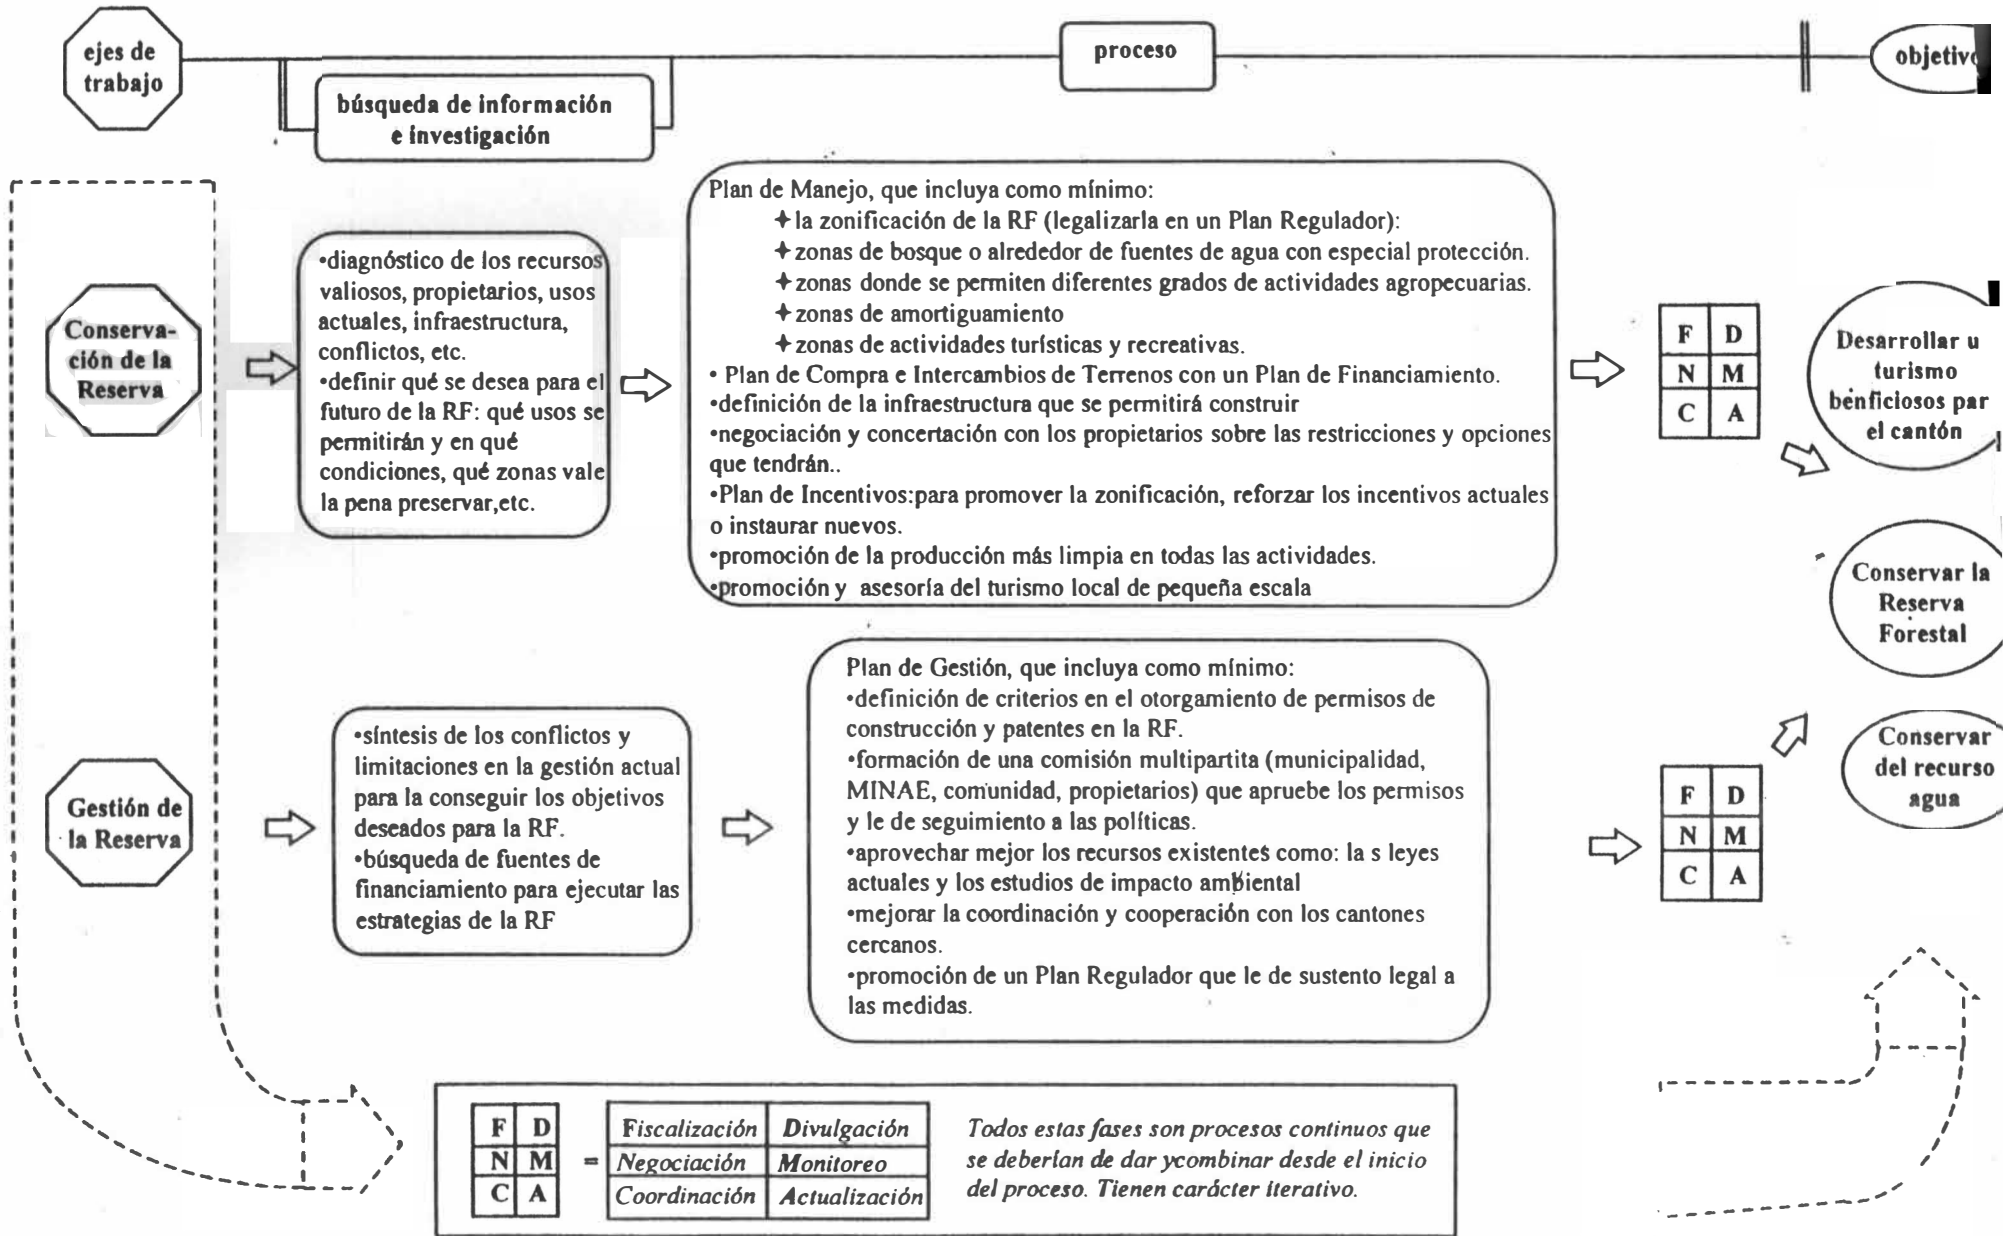 ejes de
trabajo
búsqueda de información
e investigación
proceso
objetivo
Conserva-
ción de la
Reserva
•diagnóstico de los recursos
valiosos, propietarios, usos
actuales, infraestructura,
conflictos, etc.
•definir qué se desea para el
futuro de la RF: qué usos se
permitirán y en qué
condiciones, qué zonas vale
la pena preservar,etc.
Plan de Manejo, que incluya como mínimo:
✦la zonificación de la RF (legalizarla en un Plan Regulador):
✦zonas de bosque o alrededor de fuentes de agua con especial protección.
✦zonas donde se permiten diferentes grados de actividades agropecuarias.
✦zonas de amortiguamiento
✦zonas de actividades turísticas y recreativas.
• Plan de Compra e Intercambios de Terrenos con un Plan de Financiamiento.
•definición de la infraestructura que se permitirá construir
•negociación y concertación con los propietarios sobre las restricciones y opciones
que tendrán..
•Plan de Incentivos:para promover la zonificación, reforzar los incentivos actuales
o instaurar nuevos.
•promoción de la producción más limpia en todas las actividades.
•promoción y asesoría del turismo local de pequeña escala
F D
N M
C A
Desarrollar u
turismo
benficiosos par
el cantón
Conservar la
Reserva
Forestal
Conservar
del recurso
agua
Gestión de
la Reserva
•síntesis de los conflictos y
limitaciones en la gestión actual
para la conseguir los objetivos
deseados para la RF.
•búsqueda de fuentes de
financiamiento para ejecutar las
estrategias de la RF
Plan de Gestión, que incluya como mínimo:
•definición de criterios en el otorgamiento de permisos de
construcción y patentes en la RF.
•formación de una comisión multipartita (municipalidad,
MINAE, comunidad, propietarios) que apruebe los permisos
y le de seguimiento a las políticas.
•aprovechar mejor los recursos existentes como: la s leyes
actuales y los estudios de impacto ambiental
•mejorar la coordinación y cooperación con los cantones
cercanos.
•promoción de un Plan Regulador que le de sustento legal a
las medidas.
F D
N M
C A
F D
N M
C A
=
Fiscalización Divulgación
Negociación Monitoreo
Coordinación Actualización
Todos estas fases son procesos continuos que
se deberían de dar ycombinar desde el inicio
del proceso. Tienen carácter iterativo.